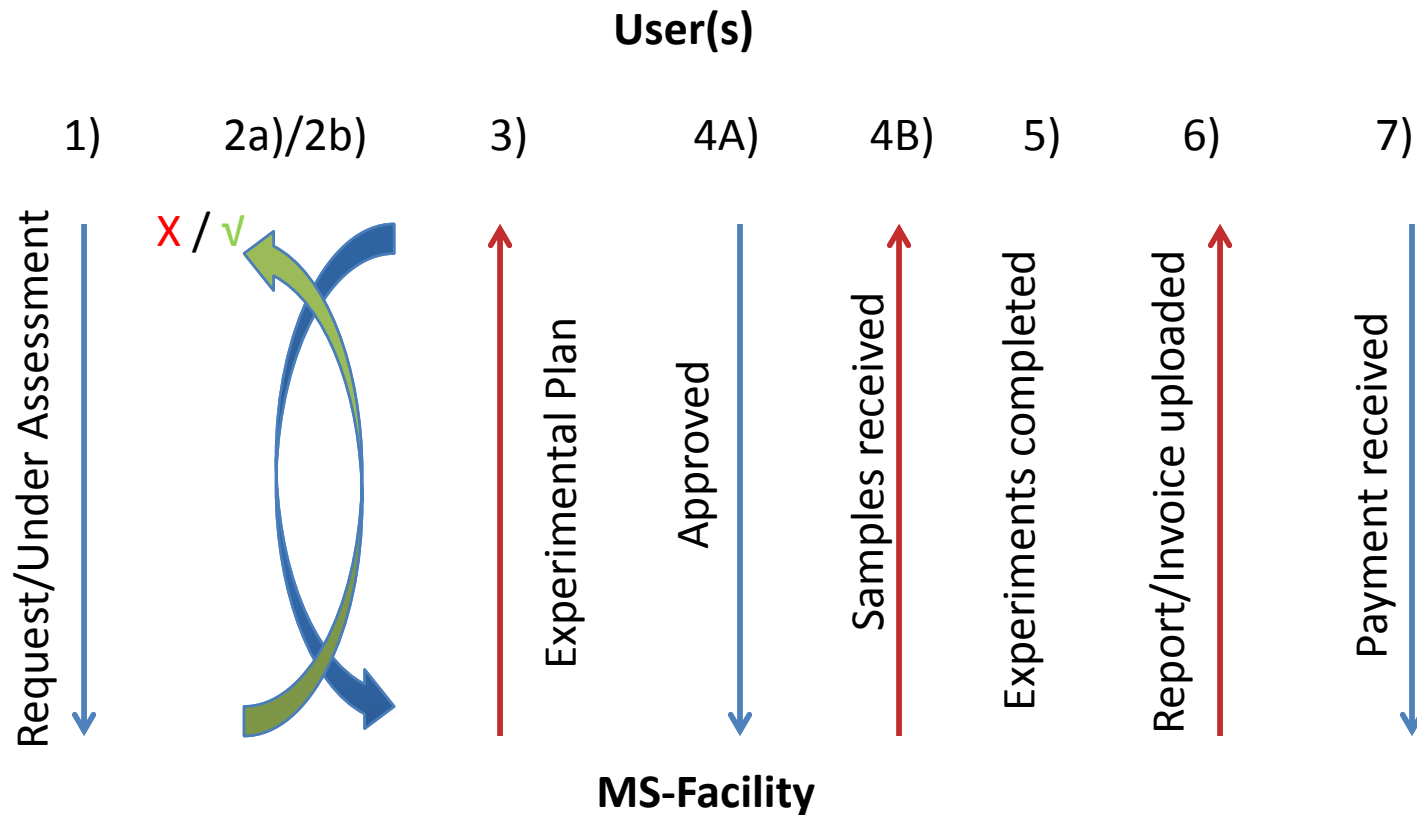 User(s)
1)
2a)/2b)
3)
4A)
4B)
5)
6)
7)
X / √
Request/Under Assessment
Experimental Plan
Approved
Samples received
Experiments completed
Report/Invoice uploaded
Payment received
MS-Facility